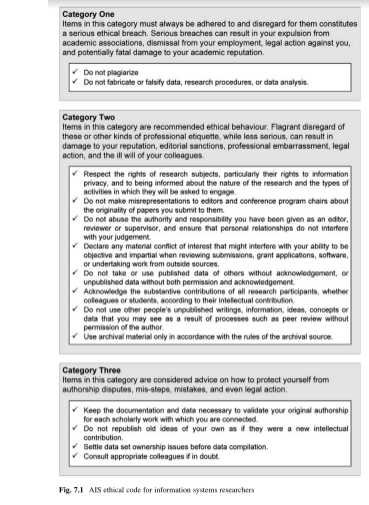 Category One
Items in this category must always be adhered to and disregard for them constitutes
a serious ethical breach. Serious breaches can result in your expulsion from
academic associations, dismissal from your employment, legal action against you,
and potentially fatal damage to your academic reputation.
✓ Do not plagiarize
✓ Do not fabricate or falsify data, research procedures, or data analysis.
Category Two
Items in this category are recommended ethical behaviour. Flagrant disregard of
these or other kinds of professional etiquette, while less serious, can result in
damage to your reputation, editorial sanctions, professional embarrassment, legal
action, and the ill will of your colleagues.
✓ Respect the rights of research subjects, particularly their rights to information
privacy, and to being informed about the nature of the research and the types of
activities in which they will be asked to engage.
✓ Do not make misrepresentations to editors and conference program chairs about
the originality of papers you submit to them.
✓ Do not abuse the authority and responsibility you have been given as an editor,
reviewer or supervisor, and ensure that personal relationships do not interfere
with your judgement.
✓ Declare any material conflict of interest that might interfere with your ability to be
objective and impartial when reviewing submissions, grant applications, software,
or undertaking work from outside sources.
✓ Do not take or use published data of others without acknowledgement, or
unpublished data without both permission and acknowledgement.
✓ Acknowledge the substantive contributions of all research participants, whether
colleagues or students, according to their intellectual contribution.
✓ Do not use other people's unpublished writings, information, ideas, concepts or
data that you may see as a result of processes such as peer review without
permission of the author.
✓ Use archival material only in accordance with the rules of the archival source.
Category Three
Items in this category are considered advice on how to protect yourself from
authorship disputes, mis-steps, mistakes, and even legal action.
✓ Keep the documentation and data necessary to validate your original authorship
for each scholarly work with which you are connected.
✓ Do not republish old ideas of your own as if they were a new intellectual
contribution.
✓ Settle data set ownership issues before data compilation.
✓ Consult appropriate colleagues if in doubt.
Fig. 7.1 AIS ethical code for information systems researchers